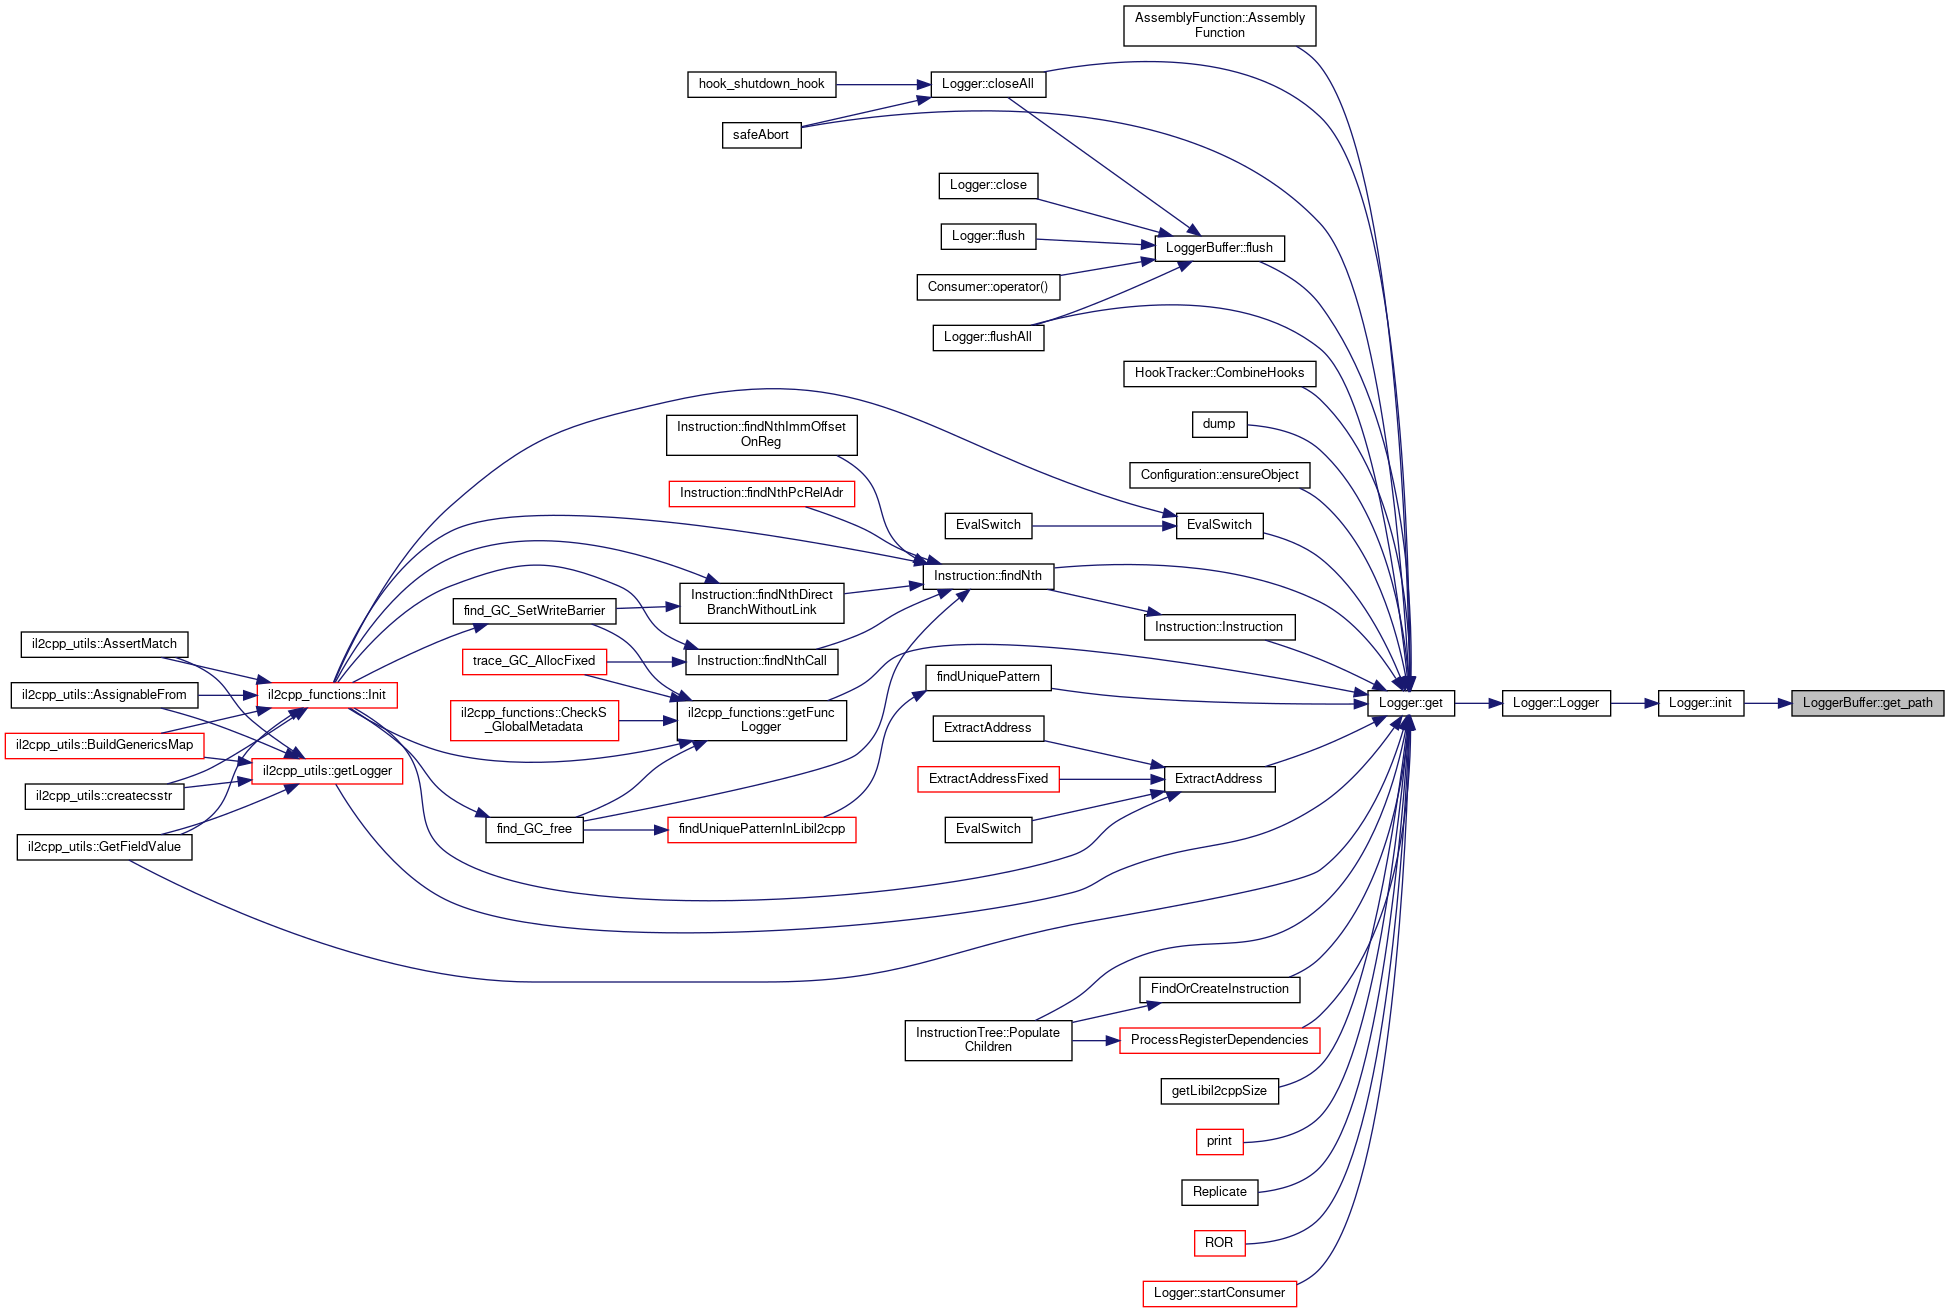 AssemblyFunction::Assembly
Function
hook_shutdown_hook
Logger::closeAll
safeAbort
Logger::close
Logger::flush
LoggerBuffer::flush
Consumer::operator()
Logger::flushAll
HookTracker::CombineHooks
Instruction::findNthImmOffset
OnReg
dump
Configuration::ensureObject
Instruction::findNthPcRelAdr
EvalSwitch
EvalSwitch
Instruction::findNth
Instruction::findNthDirect
BranchWithoutLink
find_GC_SetWriteBarrier
Instruction::Instruction
il2cpp_utils::AssertMatch
trace_GC_AllocFixed
Instruction::findNthCall
findUniquePattern
il2cpp_utils::AssignableFrom
il2cpp_functions::Init
Logger::get
Logger::Logger
Logger::init
LoggerBuffer::get_path
il2cpp_functions::CheckS
_GlobalMetadata
il2cpp_functions::getFunc
Logger
ExtractAddress
il2cpp_utils::BuildGenericsMap
il2cpp_utils::getLogger
ExtractAddressFixed
ExtractAddress
il2cpp_utils::createcsstr
find_GC_free
findUniquePatternInLibil2cpp
EvalSwitch
il2cpp_utils::GetFieldValue
FindOrCreateInstruction
InstructionTree::Populate
Children
ProcessRegisterDependencies
getLibil2cppSize
print
Replicate
ROR
Logger::startConsumer